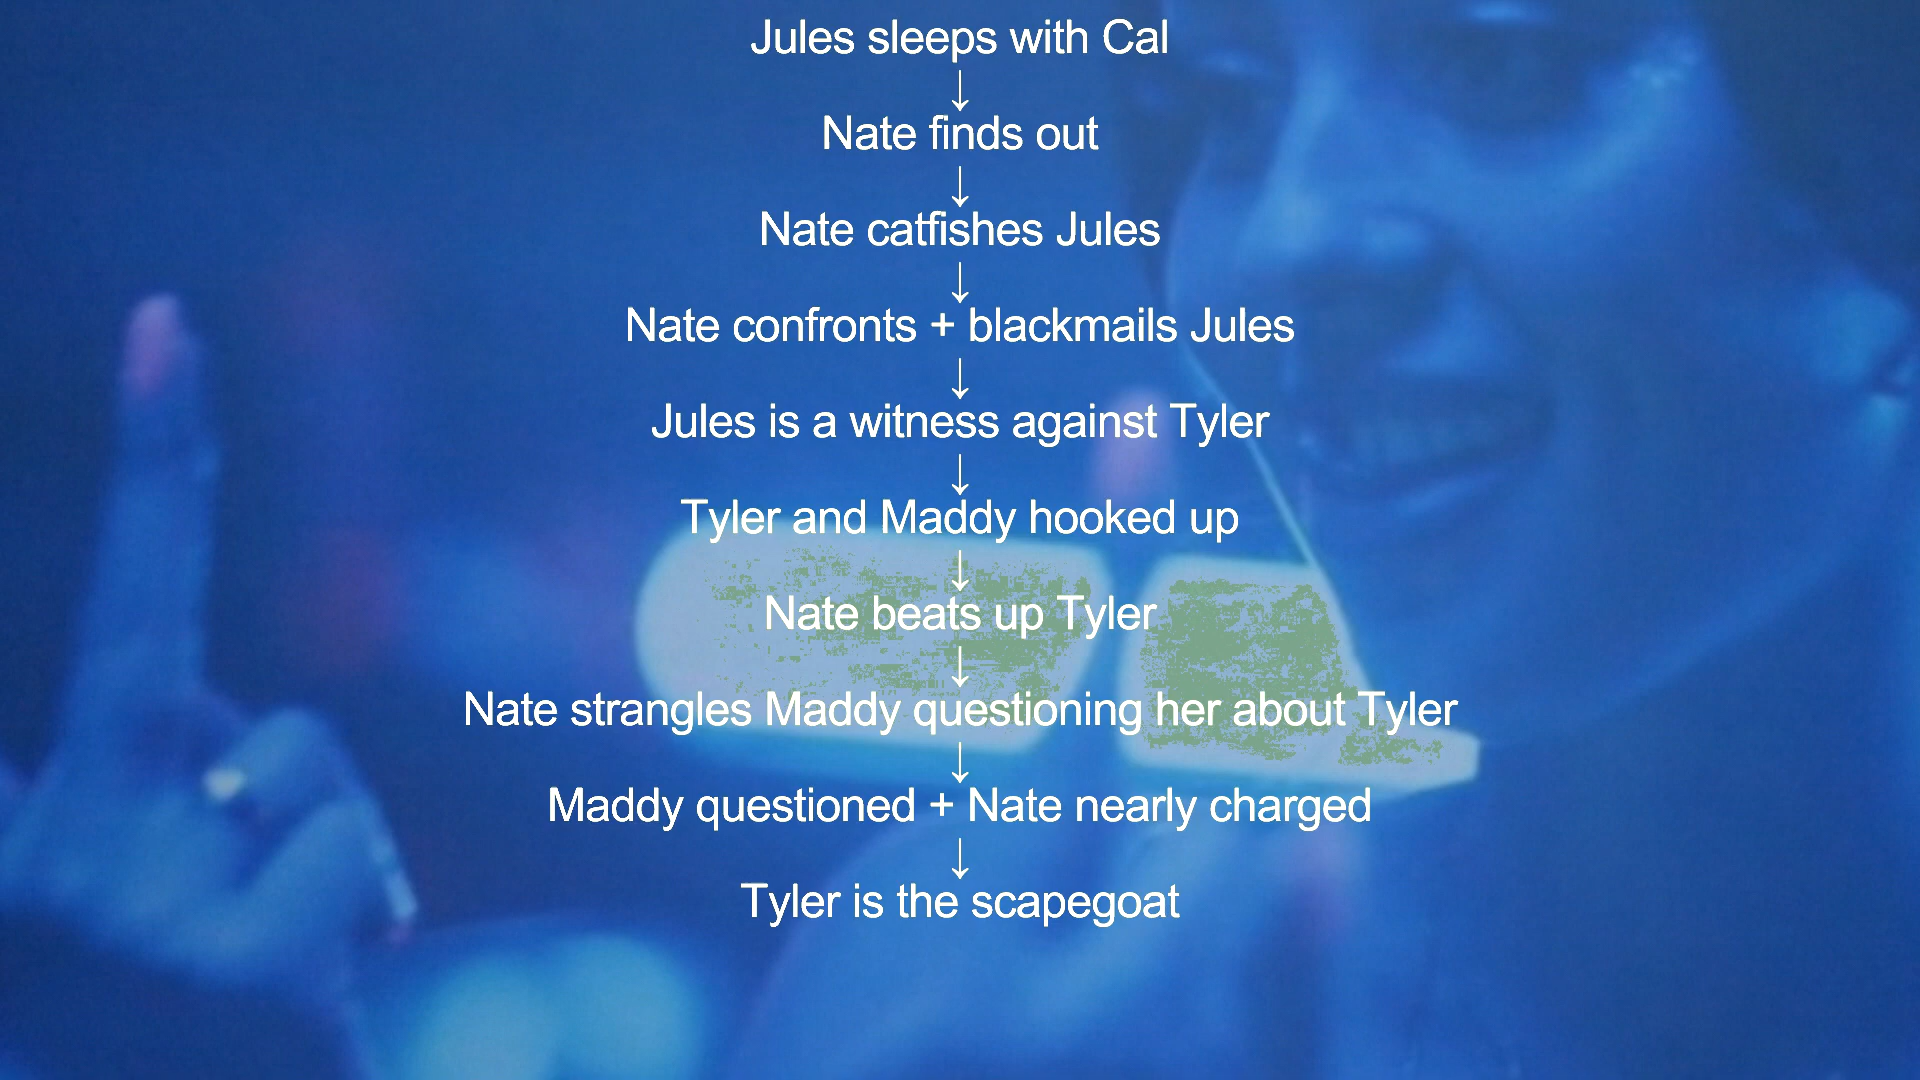 Jules sleeps with Cal
↓
Nate finds out
↓
Nate catfishes Jules
↓
Nate confronts + blackmails Jules
↓
Jules is a witness against Tyler
↓
Tyler and Maddy hooked up
↓
Nate beats up Tyler
↓
Nate strangles Maddy questioning her about Tyler
↓
Maddy questioned + Nate nearly charged
↓
Tyler is the scapegoat